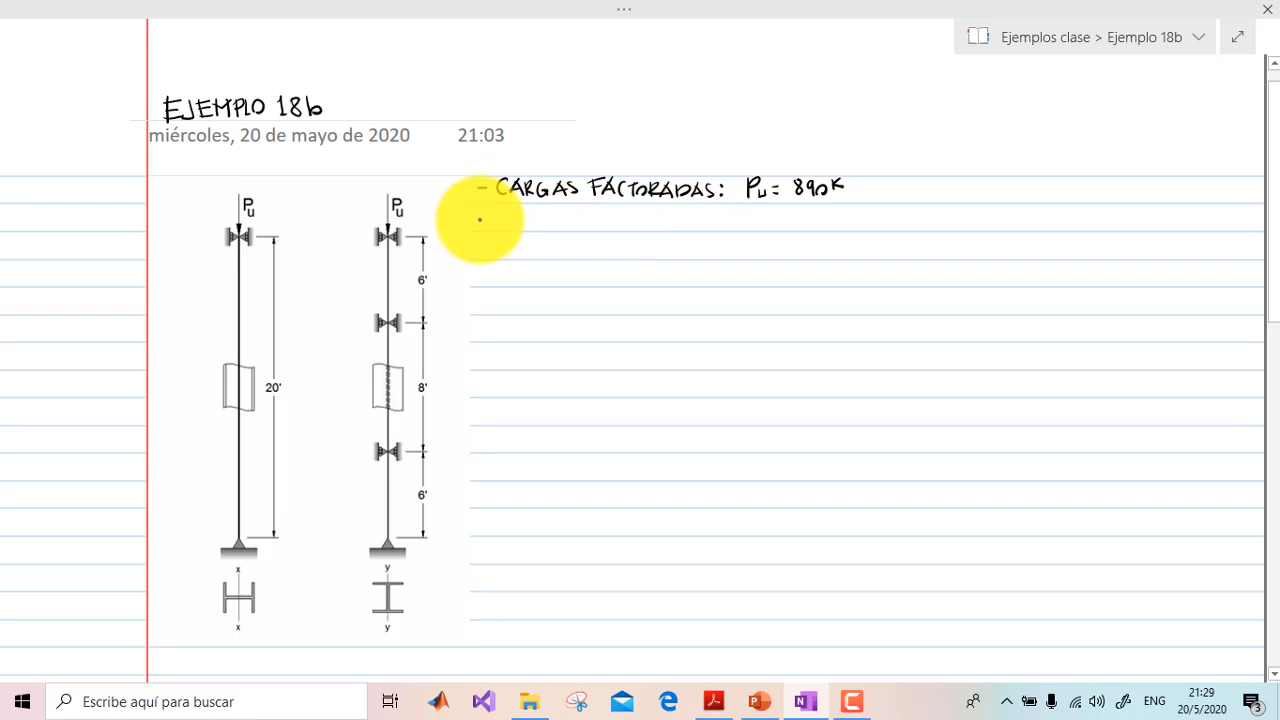 Ejemplos clase > Ejemplo 18b
EJEMPLO 18b
miércoles, 20 de mayo de 2020 21:03
- CARGAS FACTORADAS: Pu = 890K
Pu
Pu
6'
20'
8'
6'
x
y
x
y
Escribe aquí para buscar
ENG
21:29
20/5/2020
3